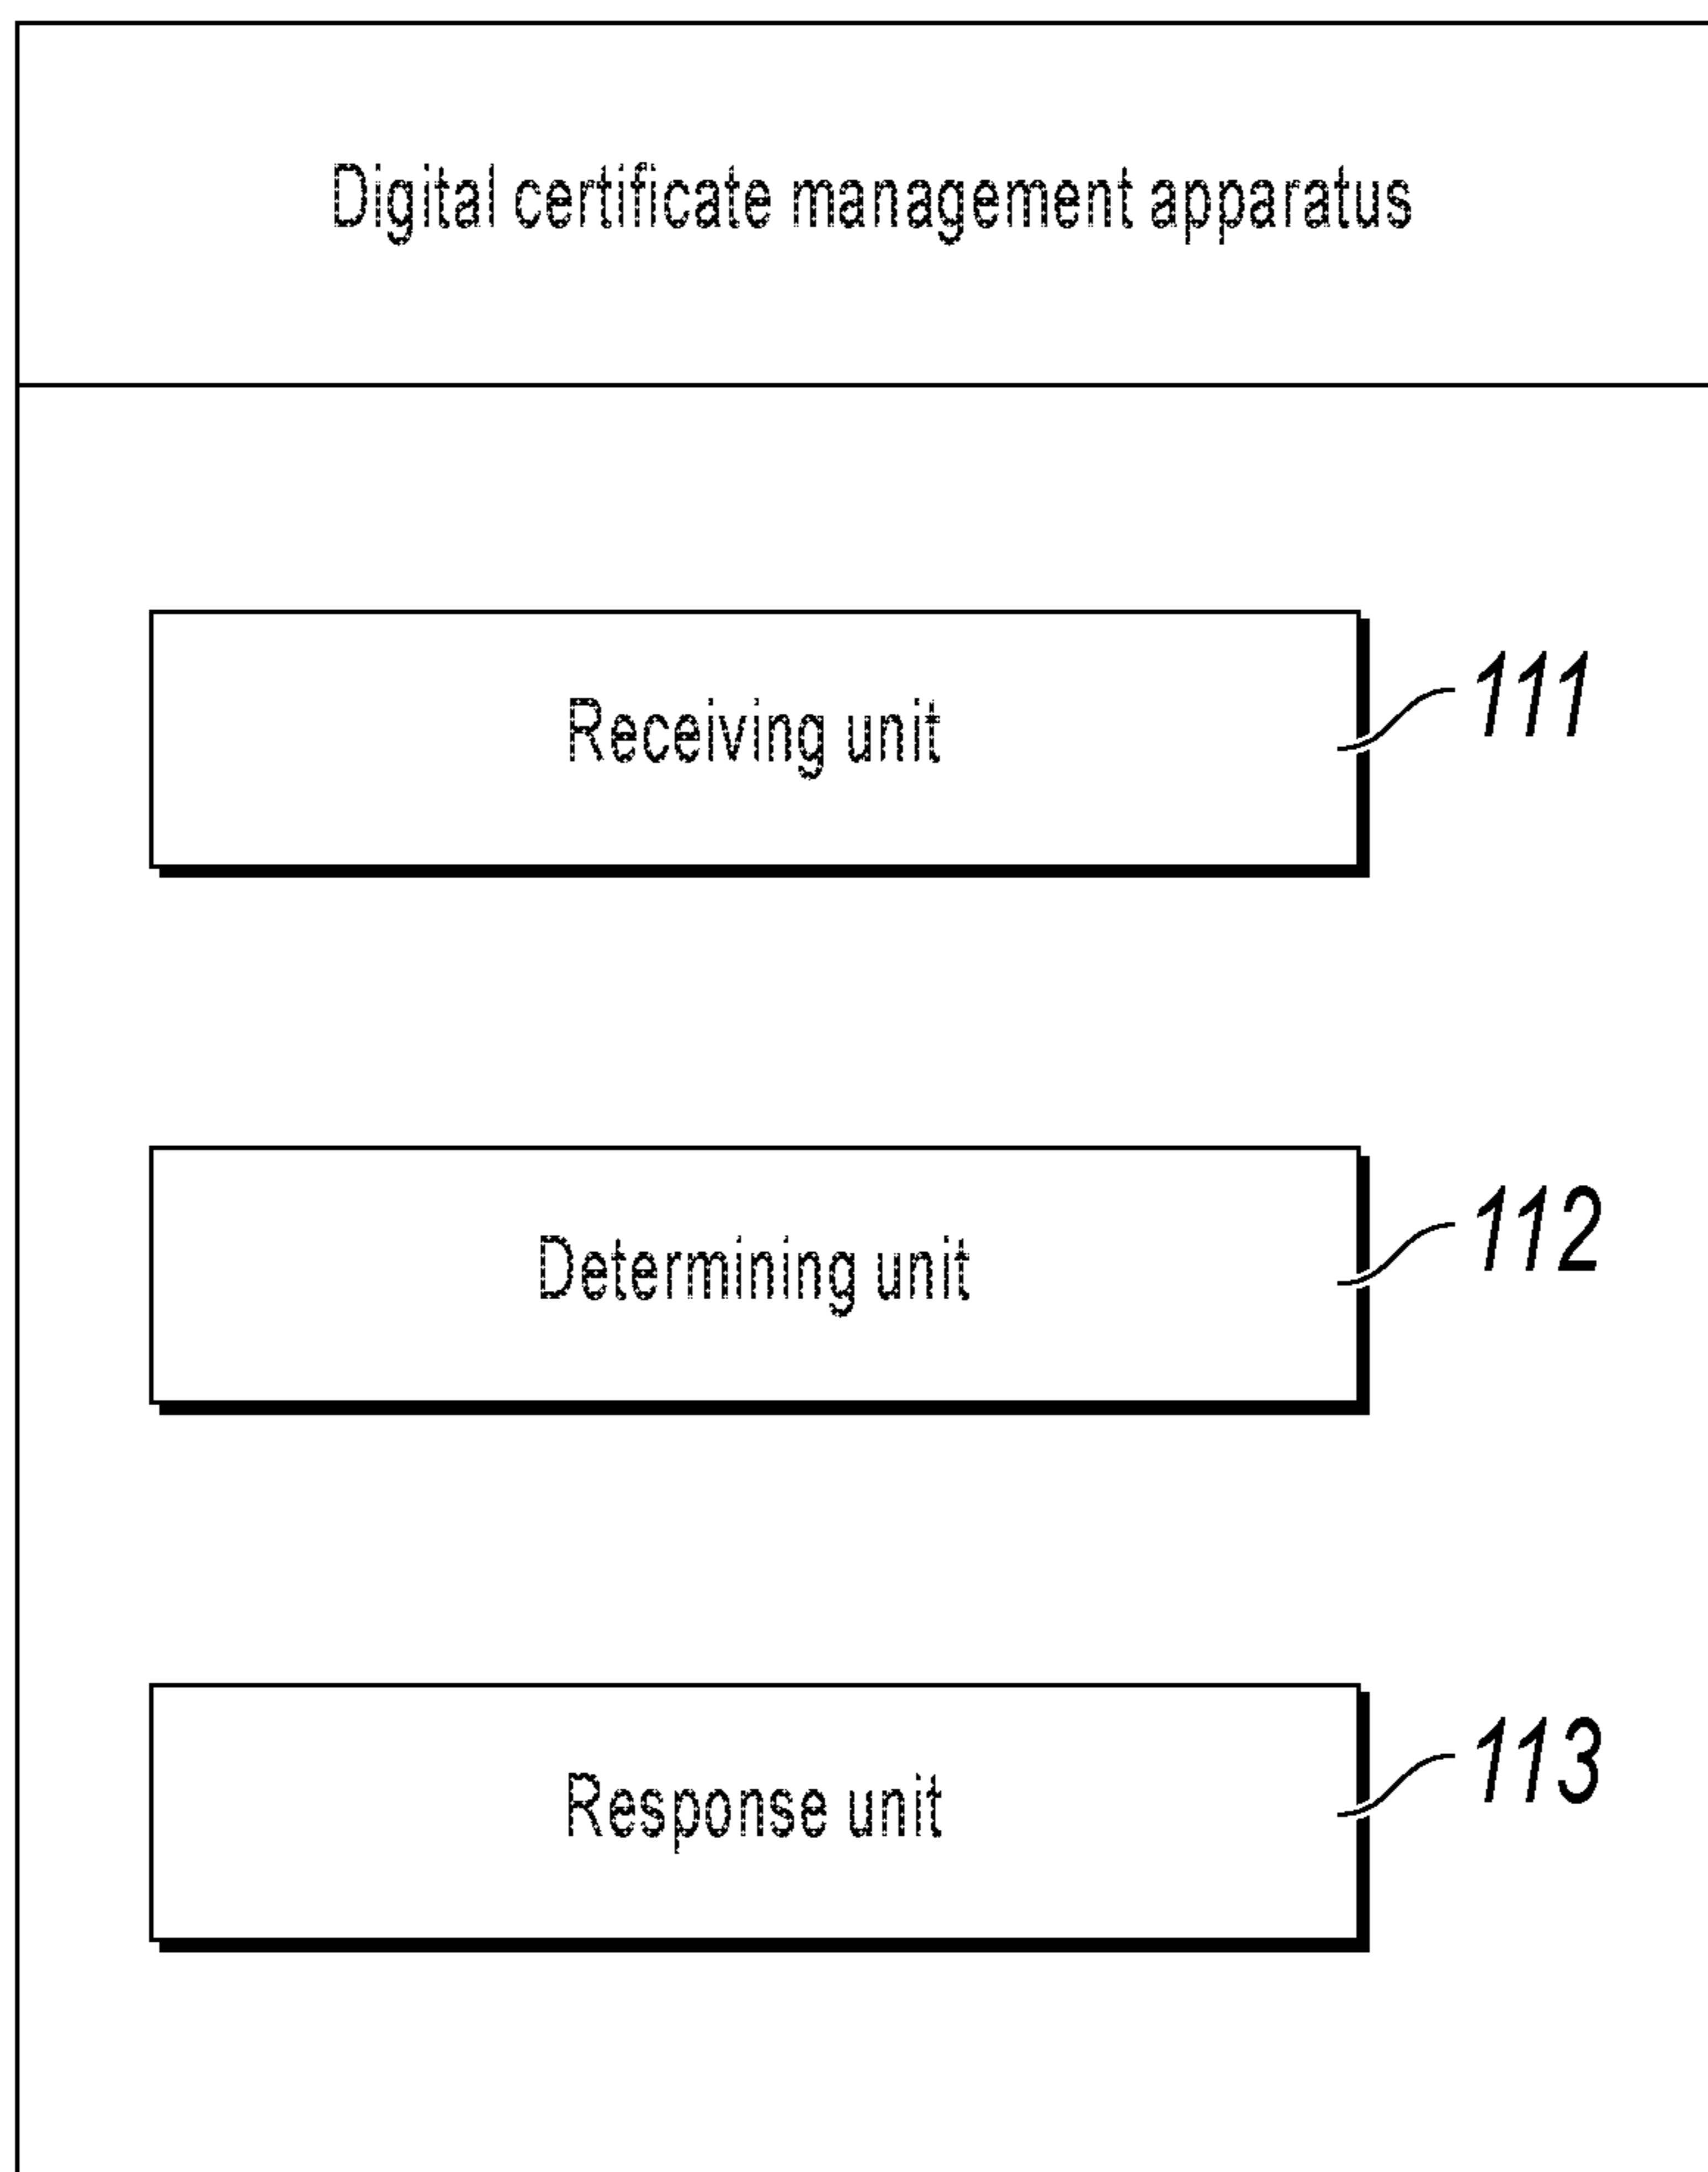 Digital certificate management apparatus
Receiving unit
111
Determining unit
112
Response unit
113